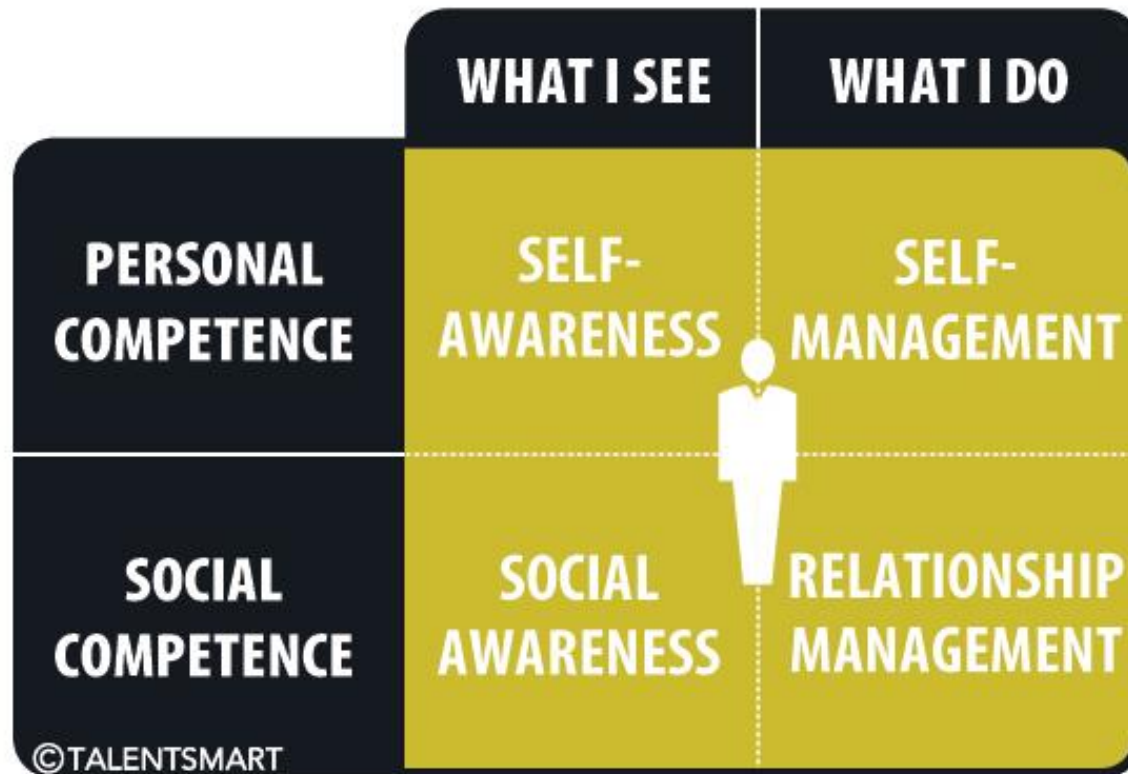 WHAT I SEE
WHAT I DO
PERSONAL
COMPETENCE
SELF-
AWARENESS
SELF-
MANAGEMENT
SOCIAL
COMPETENCE
SOCIAL
AWARENESS
RELATIONSHIP
MANAGEMENT
©TALENTSMART